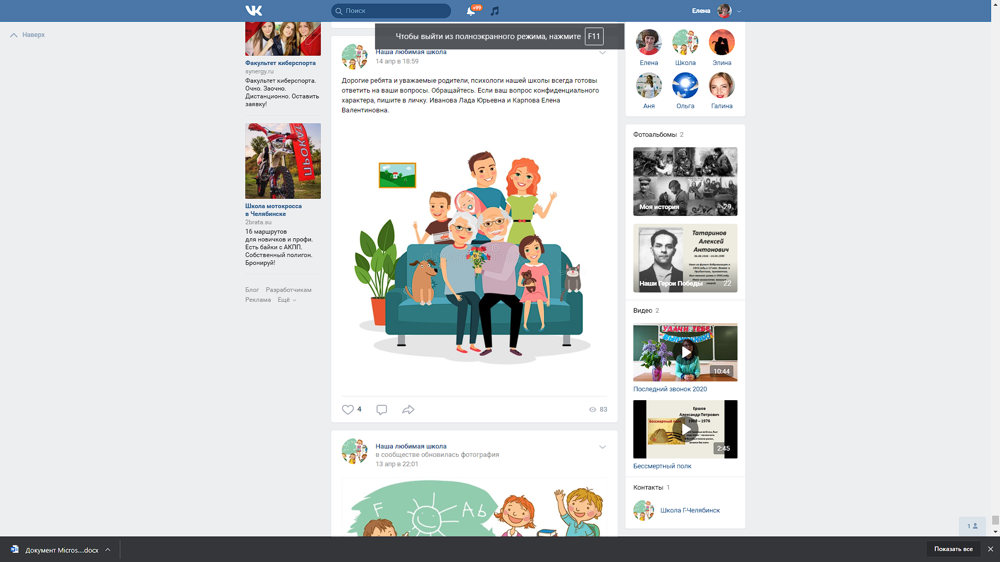 Поиск
+99
Елена
Наверх
Чтобы выйти из полноэкранного режима, нажмите F11
Факультет киберспорта
synergy.ru
Факультет киберспорта.
Очно. Заочно.
Дистанционно. Оставить
заявку!
Школа мотокросса
в Челябинске
2brata.su
16 маршрутов
для новичков и профи.
Есть байки с АКПП.
Собственный полигон.
Бронируй!
Блог Разработчикам
Реклама Ещё
Наша любимая школа
14 апр в 18:59
Дорогие ребята и уважаемые родители, психологи нашей школы всегда готовы
ответить на ваши вопросы. Обращайтесь. Если ваш вопрос конфиденциального
характера, пишите в личку. Иванова Лада Юрьевна и Карпова Елена
Валентиновна.
4
83
Наша любимая школа
в сообществе обновилась фотография
13 апр в 22:01
F
Ab
Елена Школа Элина
Аня Ольга Галина
Фотоальбомы 2
Моя история 29
Татаринов
Алексей
Антонович
06.08.1926 - 14.04.1999
Наши Герои Победы 22
Видео 2
УДАЧИ ТЕБЕ
ВЫПУСКНИК!
10:44
Последний звонок 2020
Ершов
Александр Петрович
1908 – 1976
Бессмертный полк
2:45
Бессмертный полк
Контакты 1
Школа Г-Челябинск
1
Документ Micros....docx
Показать все